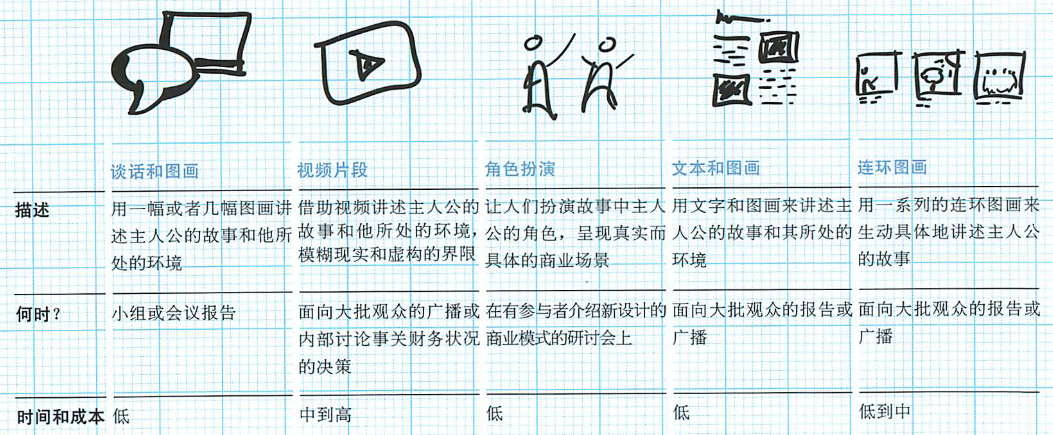 谈话和图画
视频片段
角色扮演
文本和图画
连环图画
描述
用一幅或者几幅图画讲
述主人公的故事和他所
处的环境
借助视频讲述主人公的
故事和他所处的环境，
模糊现实和虚构的界限
让人们扮演故事中主人
公的角色，呈现真实而
具体的商业场景
用文字和图画来讲述主
人公的故事和其所处的
环境
用一系列的连环图画来
生动具体地讲述主人公
的故事
何时？
小组或会议报告
面向大批观众的广播或
内部讨论事关财务状况
的决策
在有参与者介绍新设计的
商业模式的研讨会上
面向大批观众的报告或
广播
面向大批观众的报告或
广播
时间和成本
低
中到高
低
低
低到中